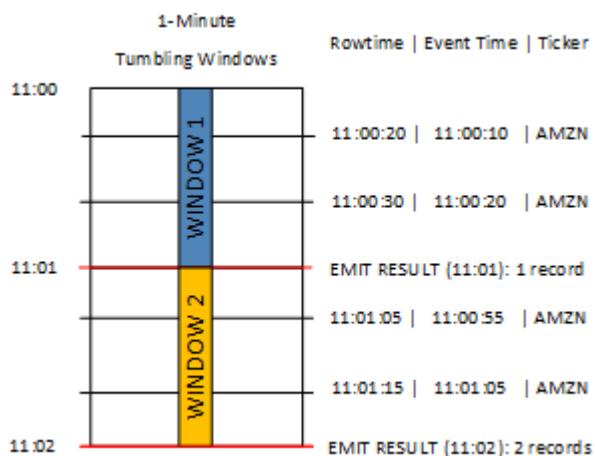 1-Minute
Tumbling Windows
Rowtime | Event Time | Ticker
11:00
WINDOW 1
11:00:20 | 11:00:10 | AMZN
11:00:30 | 11:00:20 | AMZN
11:01
EMIT RESULT (11:01): 1 record
WINDOW 2
11:01:05 | 11:00:55 | AMZN
11:01:15 | 11:01:05 | AMZN
11:02
EMIT RESULT (11:02): 2 records